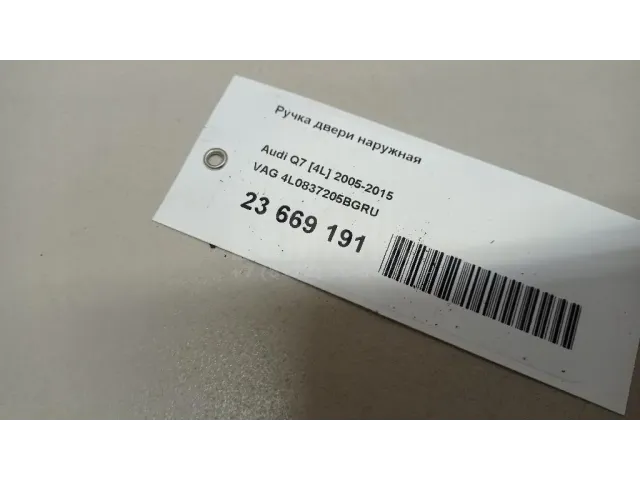 Ручка двери наружная
Audi Q7 [4L] 2005-2015
VAG 4L0837205BGRU
23 669 191